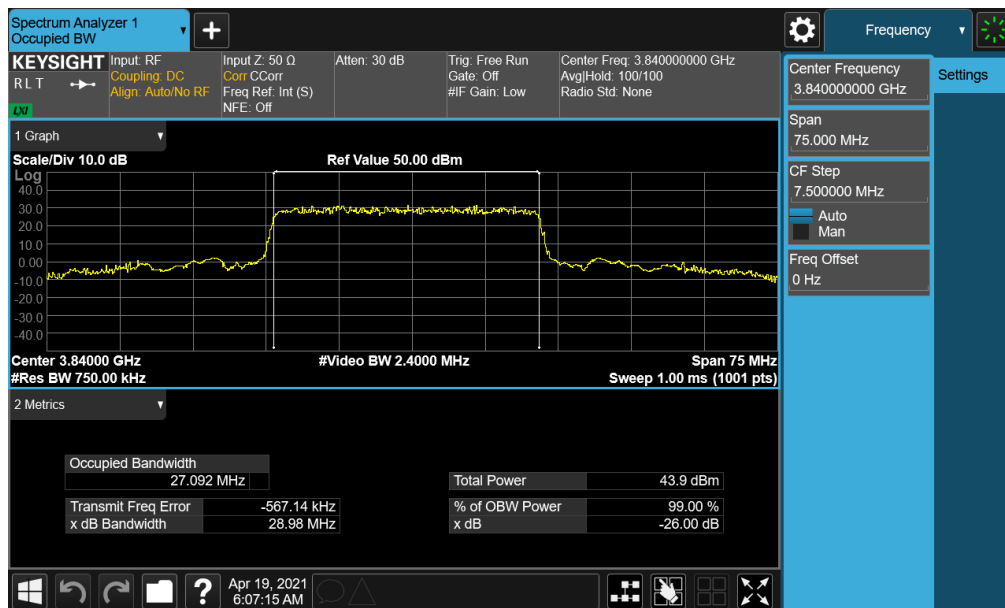 Spectrum Analyzer 1
Occupied BW
+
Frequency
KEYSIGHT
RLT
LXI
Input: RF
Coupling: DC
Align: Auto/No RF
Input Z: 50 Ω
Corr CCorr
Freq Ref: Int (S)
NFE: Off
Atten: 30 dB
Trig: Free Run
Gate: Off
#IF Gain: Low
Center Freq: 3.840000000 GHz
Avg|Hold: 100/100
Radio Std: None
Center Frequency
3.840000000 GHz
Settings
Span
75.000 MHz
CF Step
7.500000 MHz
Auto
Man
Freq Offset
0 Hz
1 Graph
Scale/Div 10.0 dB
Ref Value 50.00 dBm
Log
40.0
30.0
20.0
10.0
0.00
-10.0
-20.0
-30.0
-40.0
Center 3.84000 GHz
#Video BW 2.4000 MHz
Span 75 MHz
#Res BW 750.00 kHz
Sweep 1.00 ms (1001 pts)
2 Metrics
Occupied Bandwidth
27.092 MHz
Total Power 43.9 dBm
Transmit Freq Error -567.14 kHz
% of OBW Power 99.00 %
x dB Bandwidth 28.98 MHz
x dB -26.00 dB
?
Apr 19, 2021
6:07:15 AM